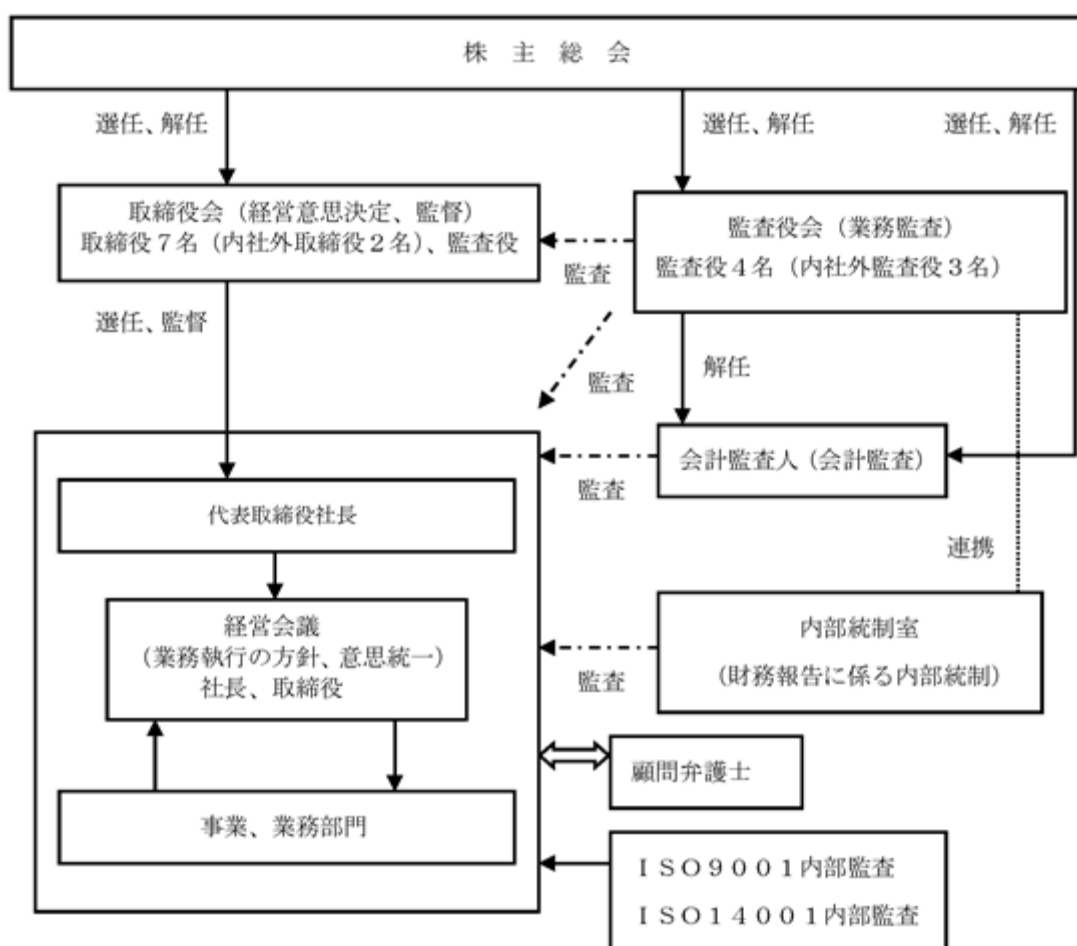 株 主 総 会
選任、解任
選任、解任
選任、解任
取締役会（経営意思決定、監督）
取締役７名（内社外取締役２名）、監査役
監査役会（業務監査）
監査役４名（内社外監査役３名）
監査
選任、監督
監査
解任
会計監査人（会計監査）
監査
代表取締役社長
連携
経営会議
（業務執行の方針、意思統一）
社長、取締役
内部統制室
（財務報告に係る内部統制）
監査
顧問弁護士
事業、業務部門
ＩＳＯ９００１内部監査
ＩＳＯ１４００１内部監査